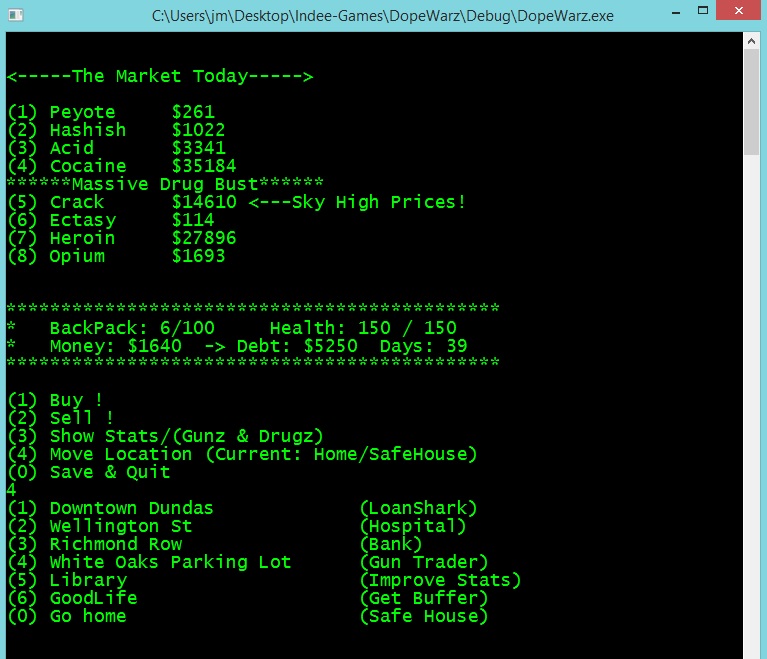 C:\Users\jm\Desktop\Indee-Games\DopeWarz\Debug\DopeWarz.exe
<-----The Market Today----->
(1) Peyote $261
(2) Hashish $1022
(3) Acid $3341
(4) Cocaine $35184
******Massive Drug Bust******
(5) Crack $14610 <---Sky High Prices!
(6) Ectasy $114
(7) Heroin $27896
(8) Opium $1693
*********************************************
* BackPack: 6/100 Health: 150 / 150
* Money: $1640 -> Debt: $5250 Days: 39
*********************************************
(1) Buy !
(2) Sell !
(3) Show Stats/(Gunz & Drugz)
(4) Move Location (Current: Home/SafeHouse)
(0) Save & Quit
4
(1) Downtown Dundas (LoanShark)
(2) Wellington St (Hospital)
(3) Richmond Row (Bank)
(4) White Oaks Parking Lot (Gun Trader)
(5) Library (Improve Stats)
(6) GoodLife (Get Buffer)
(0) Go home (Safe House)